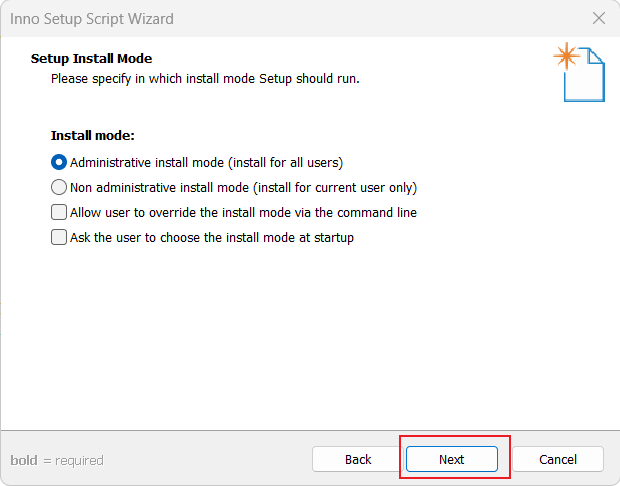 Inno Setup Script Wizard
Setup Install Mode
Please specify in which install mode Setup should run.
Install mode:
Administrative install mode (install for all users)
Non administrative install mode (install for current user only)
Allow user to override the install mode via the command line
Ask the user to choose the install mode at startup
bold = required
Back
Next
Cancel